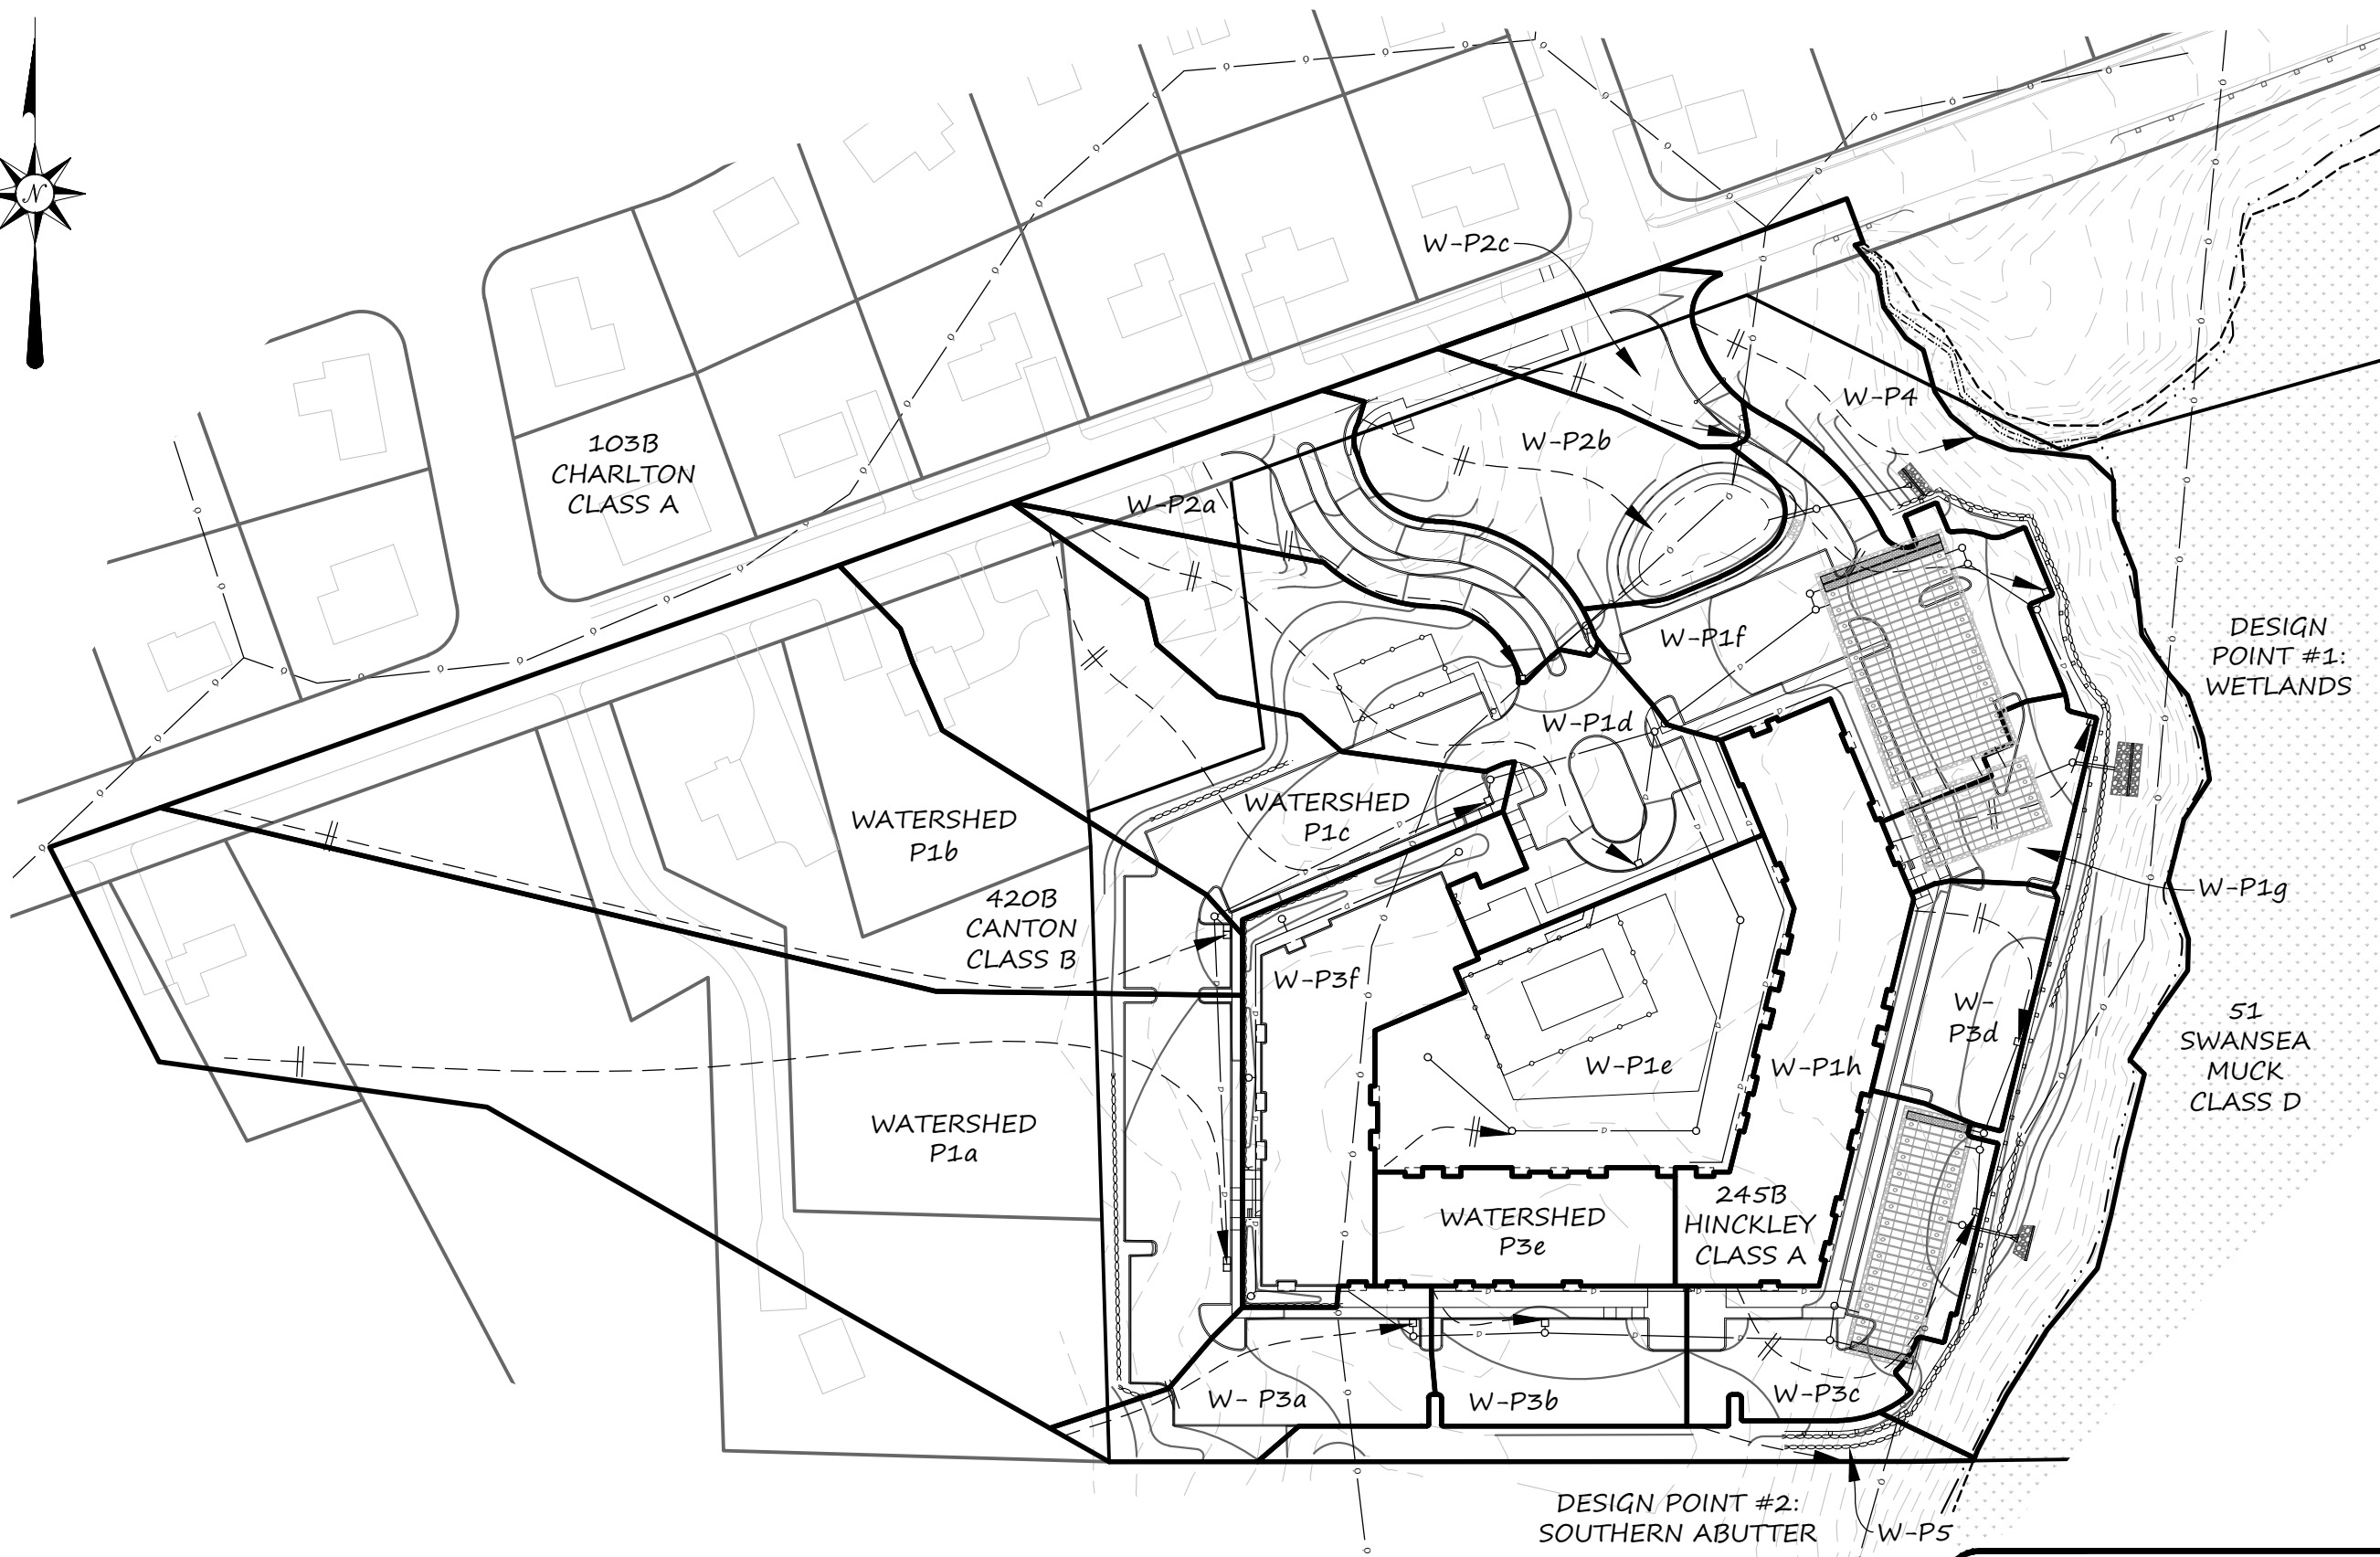 N
W-P2c
W-P4
103B
CHARLTON
CLASS A
W-P2b
W-P2a
W-P1f
DESIGN
POINT #1:
WETLANDS
W-P1d
WATERSHED
P1c
WATERSHED
P1b
420B
CANTON
CLASS B
W-P1g
W-P3f
W-
P3d
51
SWANSEA
MUCK
CLASS D
W-P1e
W-P1h
WATERSHED
P1a
WATERSHED
P3e
245B
HINCKLEY
CLASS A
W- P3a
W-P3b
W-P3c
DESIGN POINT #2:
SOUTHERN ABUTTER
W-P5